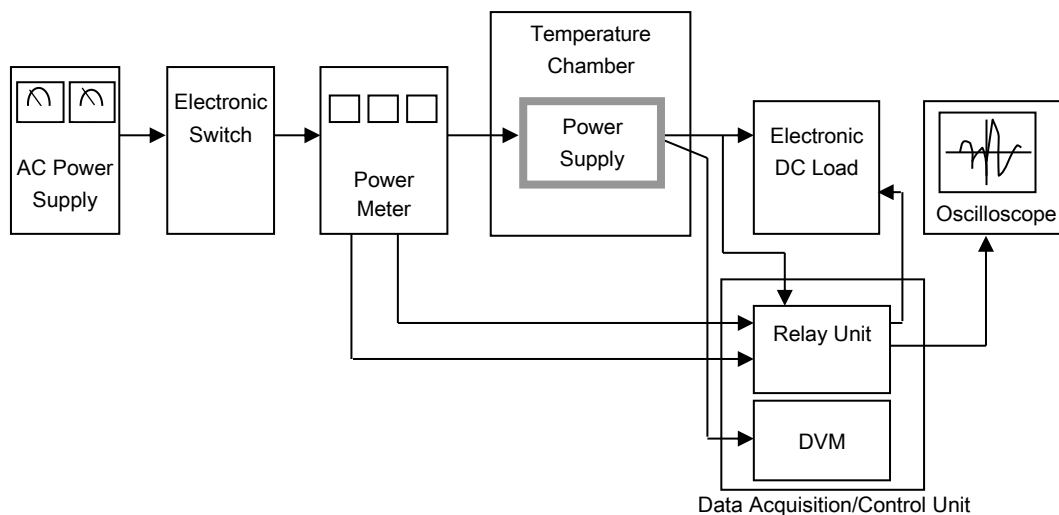 Temperature
Chamber
Electronic
Switch
Power
Supply
Electronic
DC Load
AC Power
Supply
Power
Meter
Oscilloscope
Relay Unit
DVM
Data Acquisition/Control Unit